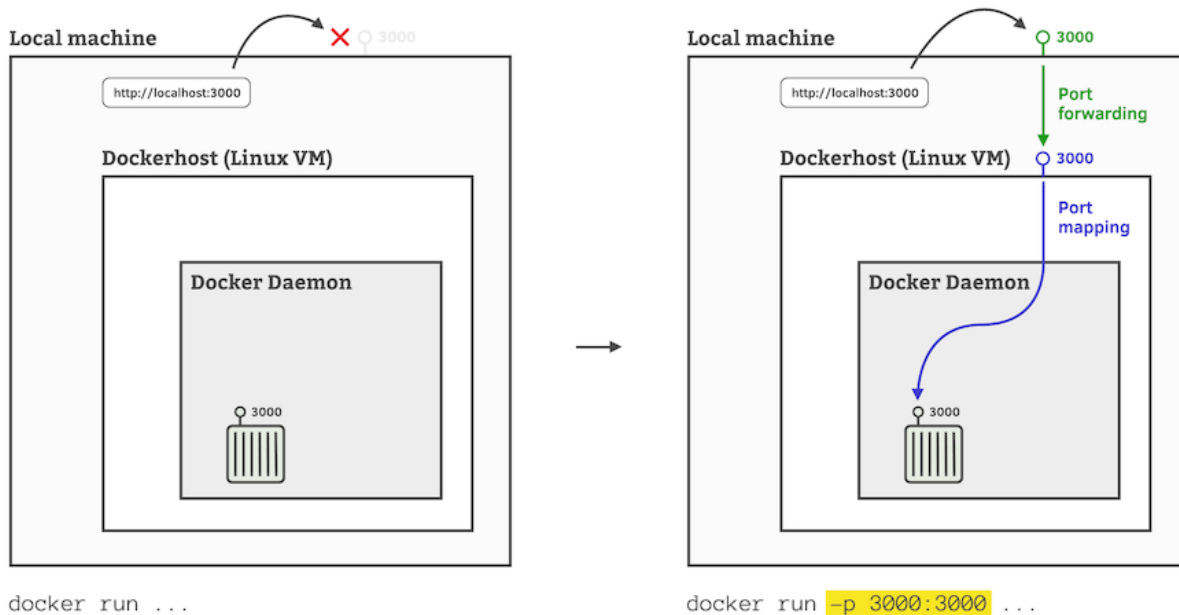 Local machine
3000
http://localhost:3000
Dockerhost (Linux VM)
Docker Daemon
3000
docker run ...
Local machine
3000
http://localhost:3000
Port
forwarding
Dockerhost (Linux VM)
3000
Port
mapping
Docker Daemon
3000
docker run -p 3000:3000 ...